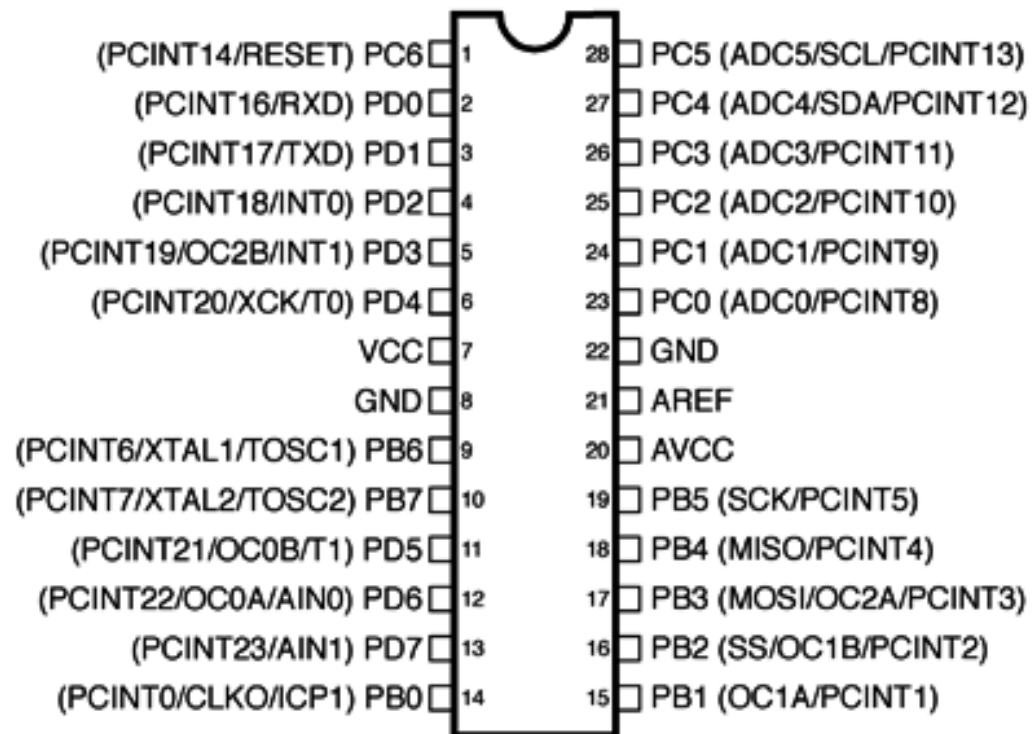 (PCINT14/RESET) PC6 1 28 PC5 (ADC5/SCL/PCINT13)
(PCINT16/RXD) PD0 2 27 PC4 (ADC4/SDA/PCINT12)
(PCINT17/TXD) PD1 3 26 PC3 (ADC3/PCINT11)
(PCINT18/INT0) PD2 4 25 PC2 (ADC2/PCINT10)
(PCINT19/OC2B/INT1) PD3 5 24 PC1 (ADC1/PCINT9)
(PCINT20/XCK/T0) PD4 6 23 PC0 (ADC0/PCINT8)
VCC 7 22 GND
GND 8 21 AREF
(PCINT6/XTAL1/TOSC1) PB6 9 20 AVCC
(PCINT7/XTAL2/TOSC2) PB7 10 19 PB5 (SCK/PCINT5)
(PCINT21/OC0B/T1) PD5 11 18 PB4 (MISO/PCINT4)
(PCINT22/OC0A/AIN0) PD6 12 17 PB3 (MOSI/OC2A/PCINT3)
(PCINT23/AIN1) PD7 13 16 PB2 (SS/OC1B/PCINT2)
(PCINT0/CLKO/ICP1) PB0 14 15 PB1 (OC1A/PCINT1)